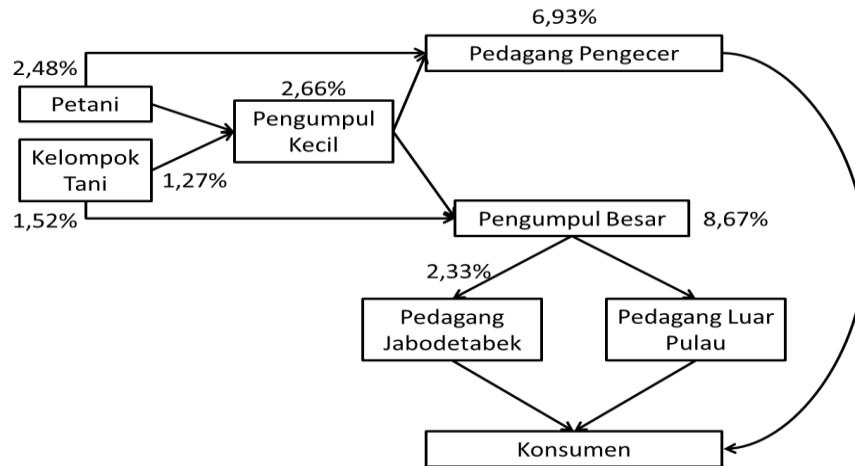 6,93%
Pedagang Pengecer
2,48%
Petani
2,66%
Pengumpul
Kecil
Kelompok
Tani
1,27%
1,52%
Pengumpul Besar
8,67%
2,33%
Pedagang
Jabodetabek
Pedagang Luar
Pulau
Konsumen